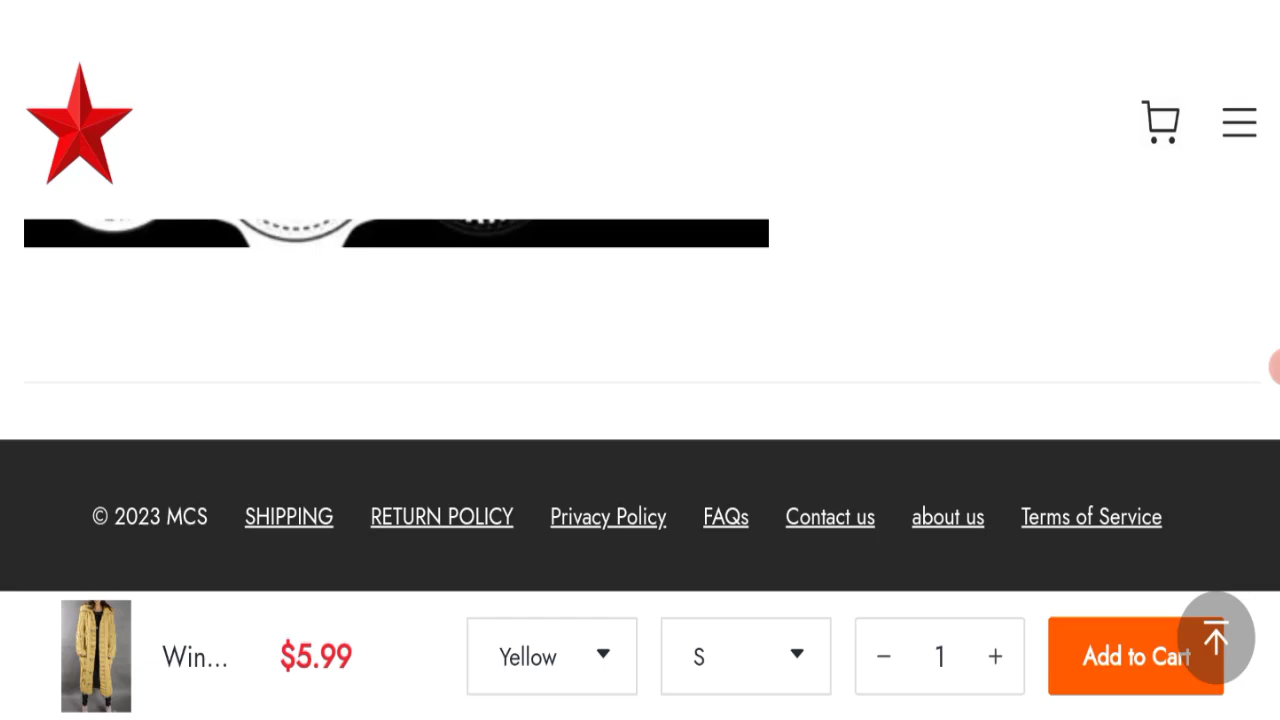 © 2023 MCS SHIPPING RETURN POLICY Privacy Policy FAQs Contact us about us Terms of Service
Win... $5.99 Yellow S − 1 + Add to Cart